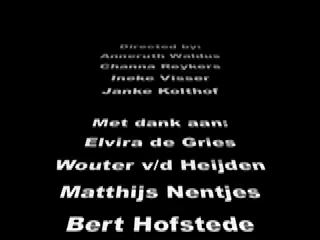 Directed by:
Anneruth Waldus
Channa Reykers
Ineke Visser
Janke Kolthof
Met dank aan:
Elvira de Gries
Wouter v/d Heijden
Matthijs Nentjes
Bert Hofstede